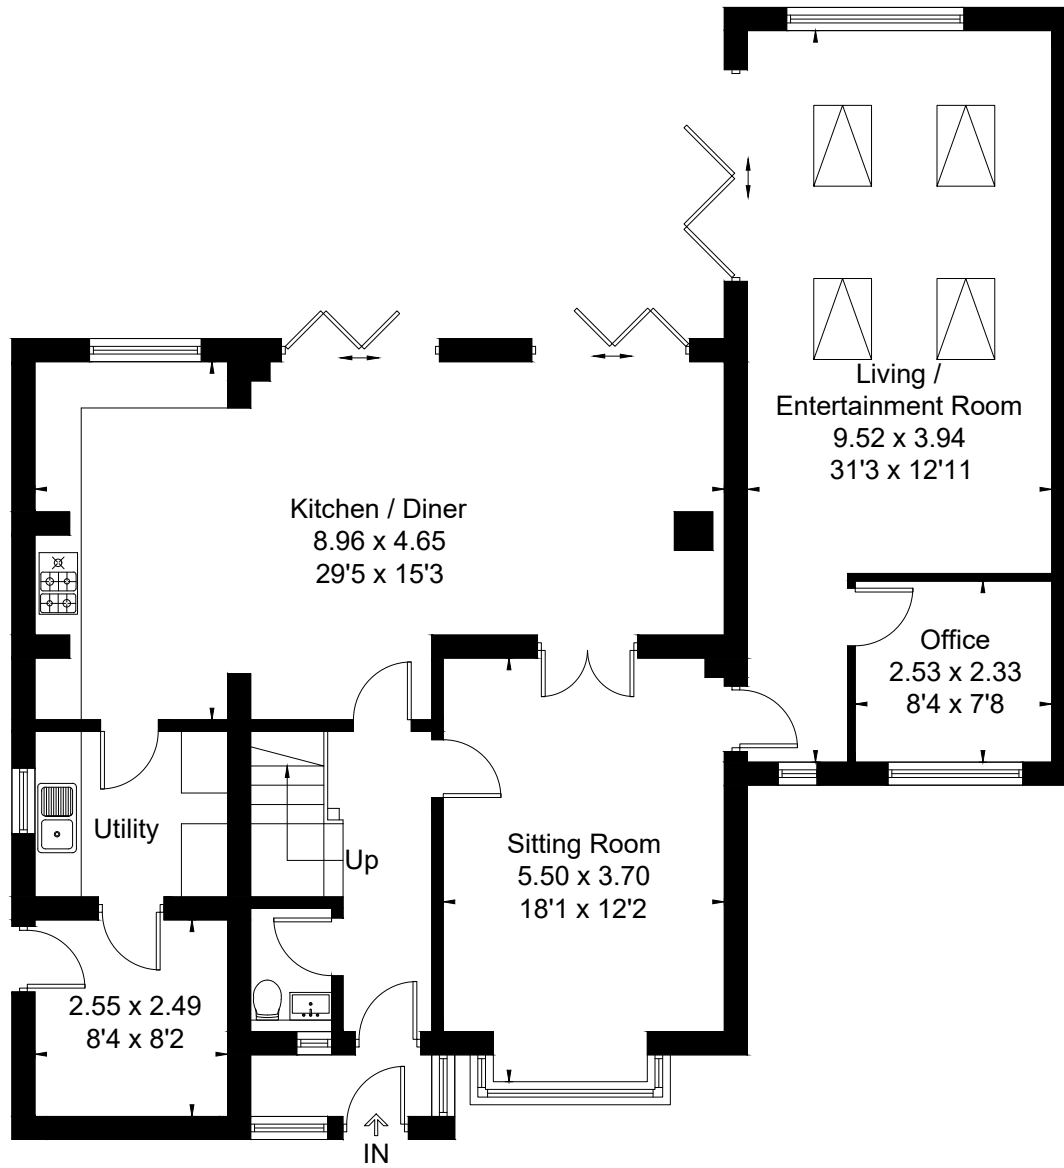 Living /
Entertainment Room
9.52 x 3.94
31'3 x 12'11
Kitchen / Diner
8.96 x 4.65
29'5 x 15'3
Office
2.53 x 2.33
8'4 x 7'8
Utility
Up
Sitting Room
5.50 x 3.70
18'1 x 12'2
2.55 x 2.49
8'4 x 8'2
IN